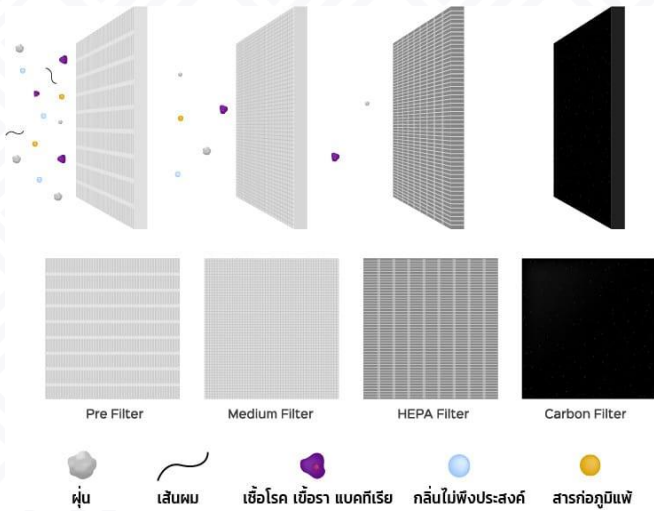 Pre Filter
Medium Filter
HEPA Filter
Carbon Filter
ฝุ่น
เส้นผม
เชื้อโรค เชื้อรา แบคทีเรีย
กลิ่นไม่พึงประสงค์
สารก่อภูมิแพ้